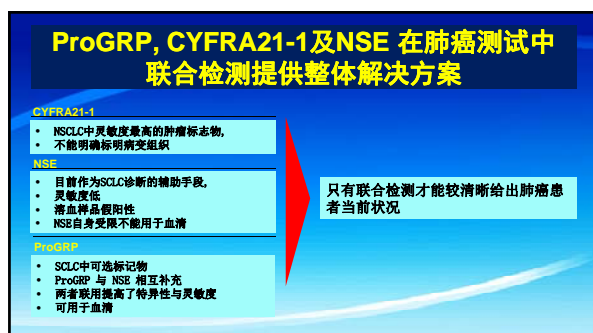 ProGRP, CYFRA21-1及NSE 在肺癌测试中
联合检测提供整体解决方案
CYFRA21-1
• NSCLC中灵敏度最高的肿瘤标志物,
• 不能明确标明病变组织
NSE
• 目前作为SCLC诊断的辅助手段,
• 灵敏度低
• 溶血样品假阳性
• NSE自身受限不能用于血清
ProGRP
• SCLC中可选标记物
• ProGRP 与 NSE 相互补充
• 两者联用提高了特异性与灵敏度
• 可用于血清
只有联合检测才能较清晰给出肺癌患
者当前状况